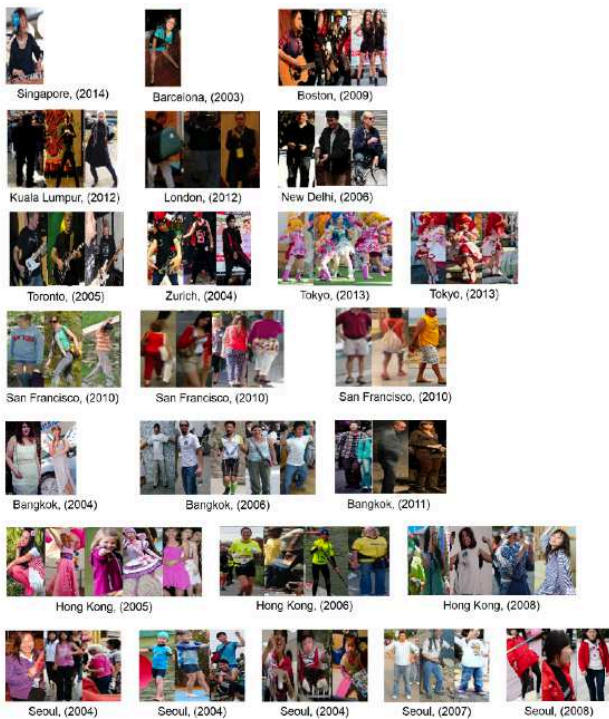 Singapore, (2014)
Barcelona, (2003)
Boston, (2009)
Kuala Lumpur, (2012)
London, (2012)
New Delhi, (2006)
Toronto, (2005)
Zurich, (2004)
Tokyo, (2013)
Tokyo, (2013)
San Francisco, (2010)
San Francisco, (2010)
San Francisco, (2010)
Bangkok, (2004)
Bangkok, (2006)
Bangkok, (2011)
Hong Kong, (2005)
Hong Kong, (2006)
Hong Kong, (2008)
Seoul, (2004)
Seoul, (2004)
Seoul, (2004)
Seoul, (2007)
Seoul, (2008)